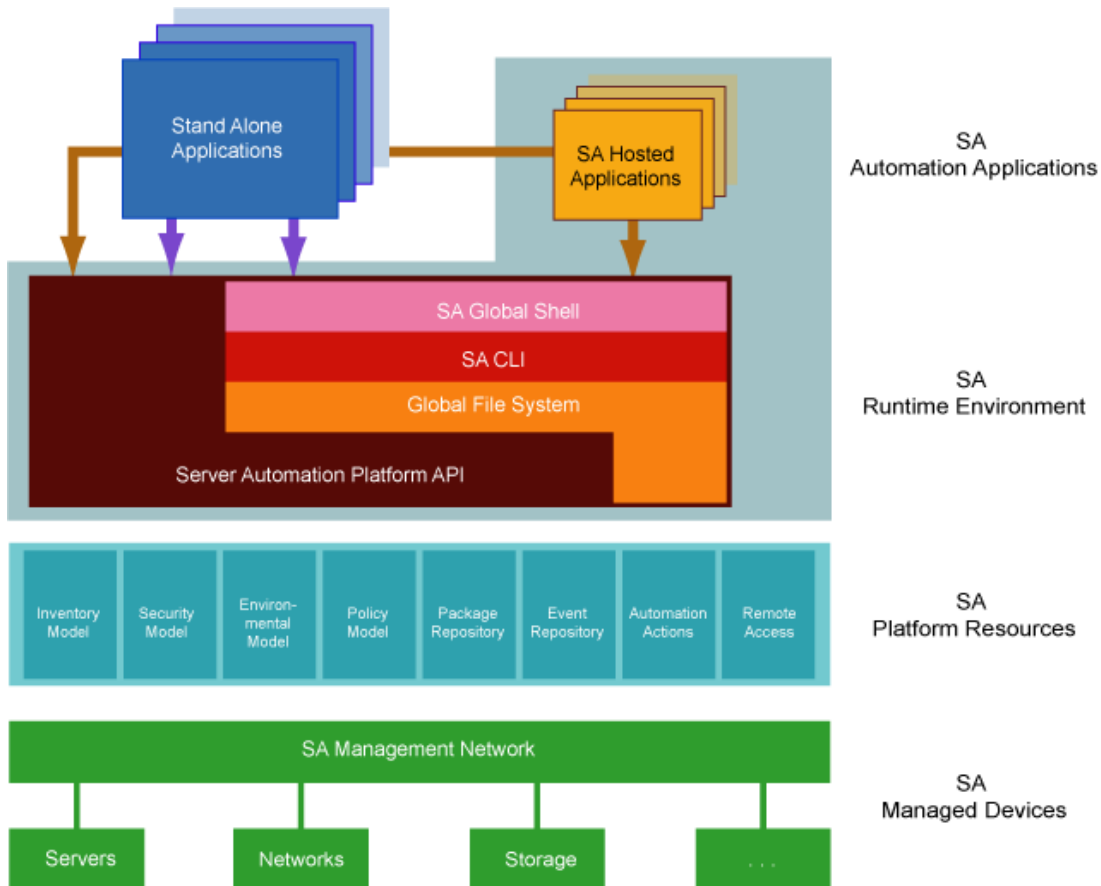 Stand Alone
Applications
SA Hosted
Applications
SA
Automation Applications
SA Global Shell
SA CLI
Global File System
Server Automation Platform API
SA
Runtime Environment
Inventory
Model
Security
Model
Environ-
mental
Model
Policy
Model
Package
Repository
Event
Repository
Automation
Actions
Remote
Access
SA
Platform Resources
SA Management Network
SA
Managed Devices
Servers
Networks
Storage
. . .